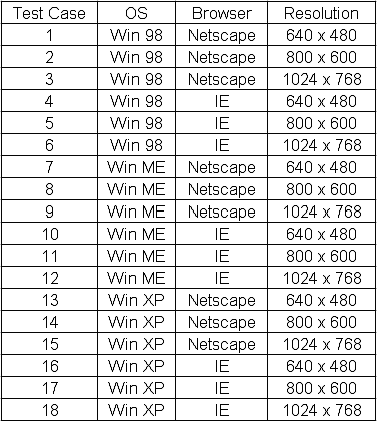 Test Case OS Browser Resolution
1 Win 98 Netscape 640 x 480
2 Win 98 Netscape 800 x 600
3 Win 98 Netscape 1024 x 768
4 Win 98 IE 640 x 480
5 Win 98 IE 800 x 600
6 Win 98 IE 1024 x 768
7 Win ME Netscape 640 x 480
8 Win ME Netscape 800 x 600
9 Win ME Netscape 1024 x 768
10 Win ME IE 640 x 480
11 Win ME IE 800 x 600
12 Win ME IE 1024 x 768
13 Win XP Netscape 640 x 480
14 Win XP Netscape 800 x 600
15 Win XP Netscape 1024 x 768
16 Win XP IE 640 x 480
17 Win XP IE 800 x 600
18 Win XP IE 1024 x 768